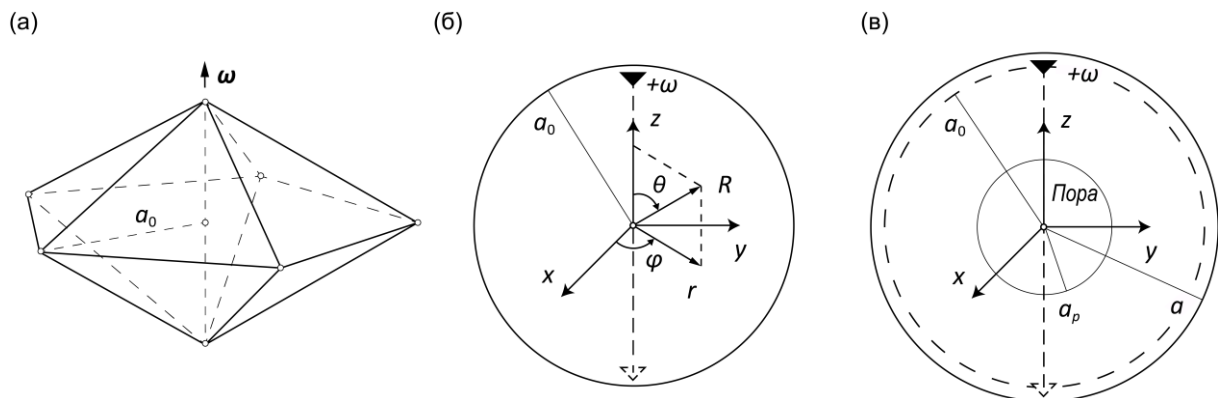 (а)
ω
a₀
(б)
+ω
a₀
z
θ
R
y
x
φ
r
(в)
+ω
a₀
z
Пора
y
x
aₚ
a